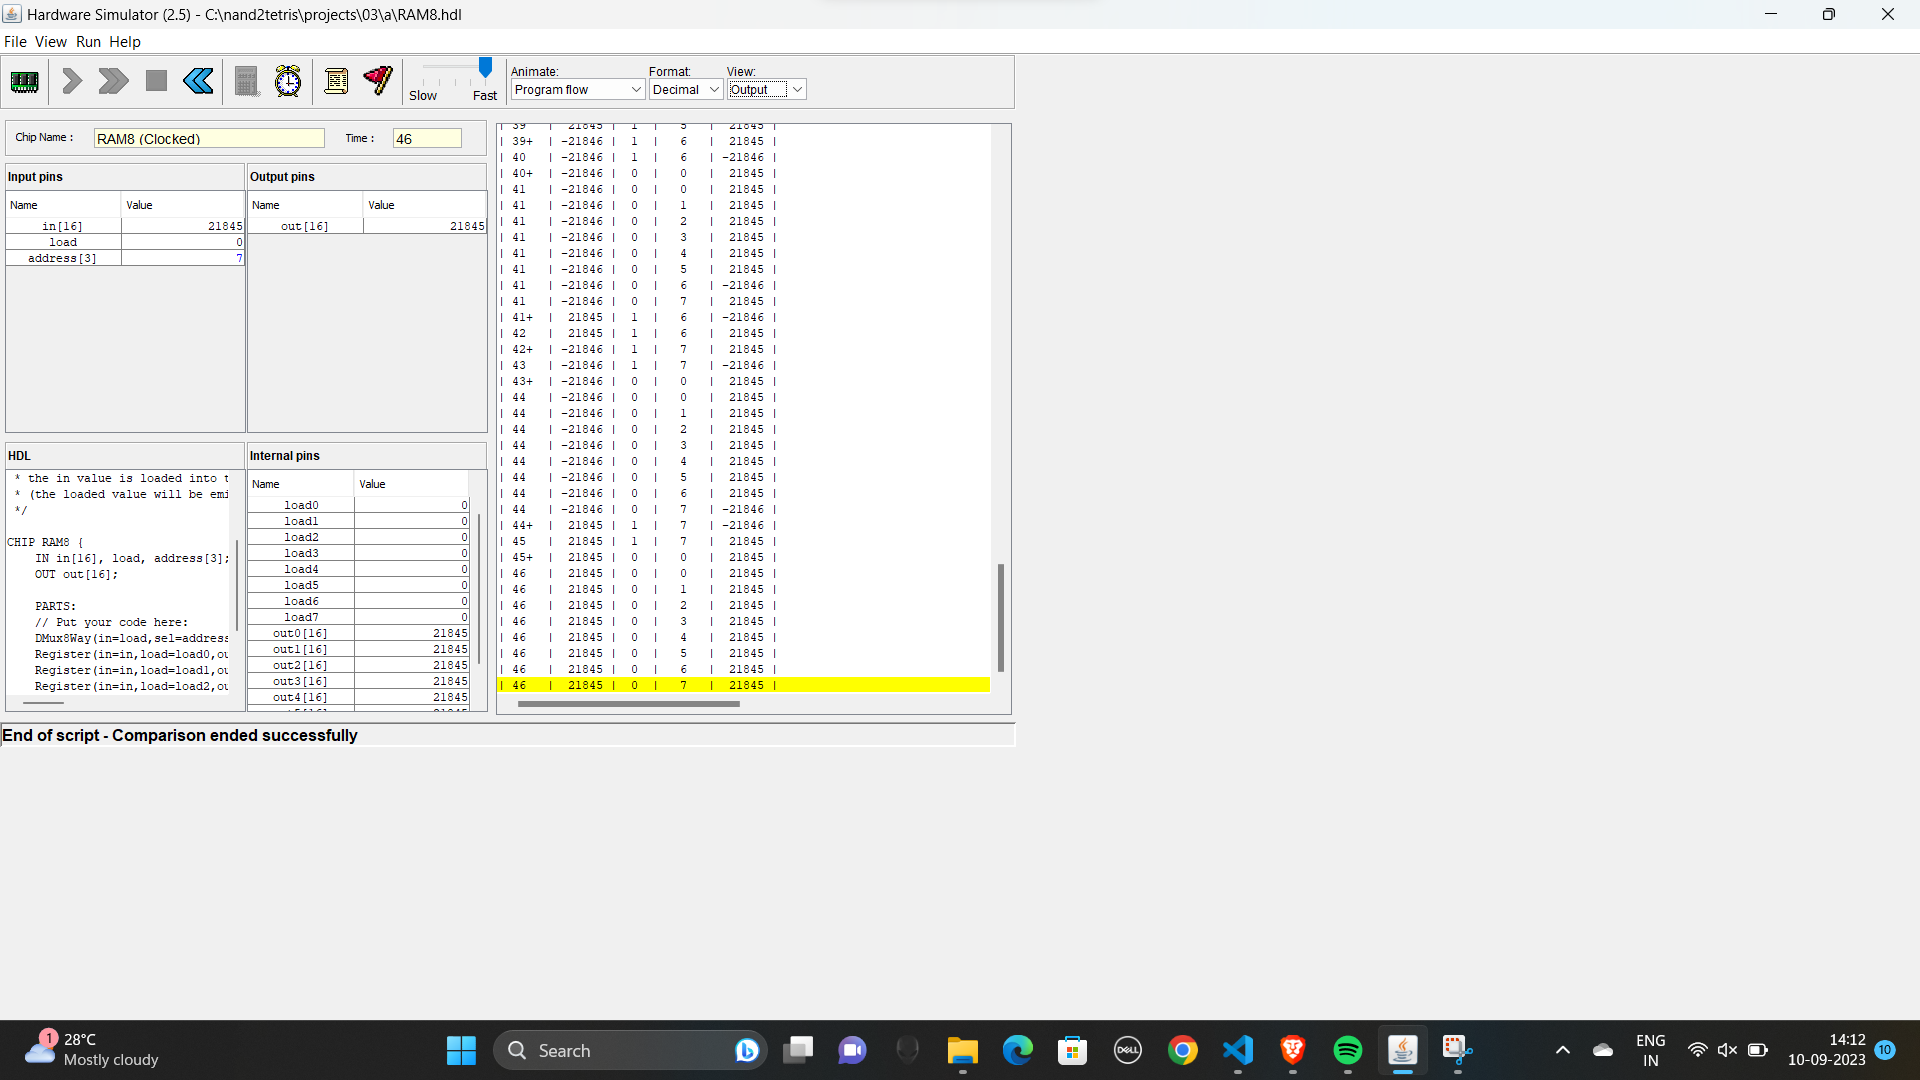 Hardware Simulator (2.5) - C:\nand2tetris\projects\03\a\RAM8.hdl
File View Run Help
Slow Fast
Animate: Format: View:
Program flow Decimal Output
Chip Name : RAM8 (Clocked) Time : 46
Input pins
Name Value
in[16] 21845
load 0
address[3] 7
Output pins
Name Value
out[16] 21845
HDL
* the in value is loaded into t
* (the loaded value will be emi
*/
CHIP RAM8 {
IN in[16], load, address[3];
OUT out[16];
PARTS:
// Put your code here:
DMux8Way(in=load,sel=address
Register(in=in,load=load0,ou
Register(in=in,load=load1,ou
Register(in=in,load=load2,ou
Internal pins
Name Value
load0 0
load1 0
load2 0
load3 0
load4 0
load5 0
load6 0
load7 0
out0[16] 21845
out1[16] 21845
out2[16] 21845
out3[16] 21845
out4[16] 21845
| 39 | 21845 | 1 | 5 | 21845 |
| 39+ | -21846 | 1 | 6 | 21845 |
| 40 | -21846 | 1 | 6 | -21846 |
| 40+ | -21846 | 0 | 0 | 21845 |
| 41 | -21846 | 0 | 0 | 21845 |
| 41 | -21846 | 0 | 1 | 21845 |
| 41 | -21846 | 0 | 2 | 21845 |
| 41 | -21846 | 0 | 3 | 21845 |
| 41 | -21846 | 0 | 4 | 21845 |
| 41 | -21846 | 0 | 5 | 21845 |
| 41 | -21846 | 0 | 6 | -21846 |
| 41 | -21846 | 0 | 7 | 21845 |
| 41+ | 21845 | 1 | 6 | -21846 |
| 42 | 21845 | 1 | 6 | 21845 |
| 42+ | -21846 | 1 | 7 | 21845 |
| 43 | -21846 | 1 | 7 | -21846 |
| 43+ | -21846 | 0 | 0 | 21845 |
| 44 | -21846 | 0 | 0 | 21845 |
| 44 | -21846 | 0 | 1 | 21845 |
| 44 | -21846 | 0 | 2 | 21845 |
| 44 | -21846 | 0 | 3 | 21845 |
| 44 | -21846 | 0 | 4 | 21845 |
| 44 | -21846 | 0 | 5 | 21845 |
| 44 | -21846 | 0 | 6 | 21845 |
| 44 | -21846 | 0 | 7 | -21846 |
| 44+ | 21845 | 1 | 7 | -21846 |
| 45 | 21845 | 1 | 7 | 21845 |
| 45+ | 21845 | 0 | 0 | 21845 |
| 46 | 21845 | 0 | 0 | 21845 |
| 46 | 21845 | 0 | 1 | 21845 |
| 46 | 21845 | 0 | 2 | 21845 |
| 46 | 21845 | 0 | 3 | 21845 |
| 46 | 21845 | 0 | 4 | 21845 |
| 46 | 21845 | 0 | 5 | 21845 |
| 46 | 21845 | 0 | 6 | 21845 |
| 46 | 21845 | 0 | 7 | 21845 |
End of script - Comparison ended successfully
1 28°C
Mostly cloudy
Search
DELL
ENG
IN
14:12
10-09-2023 10